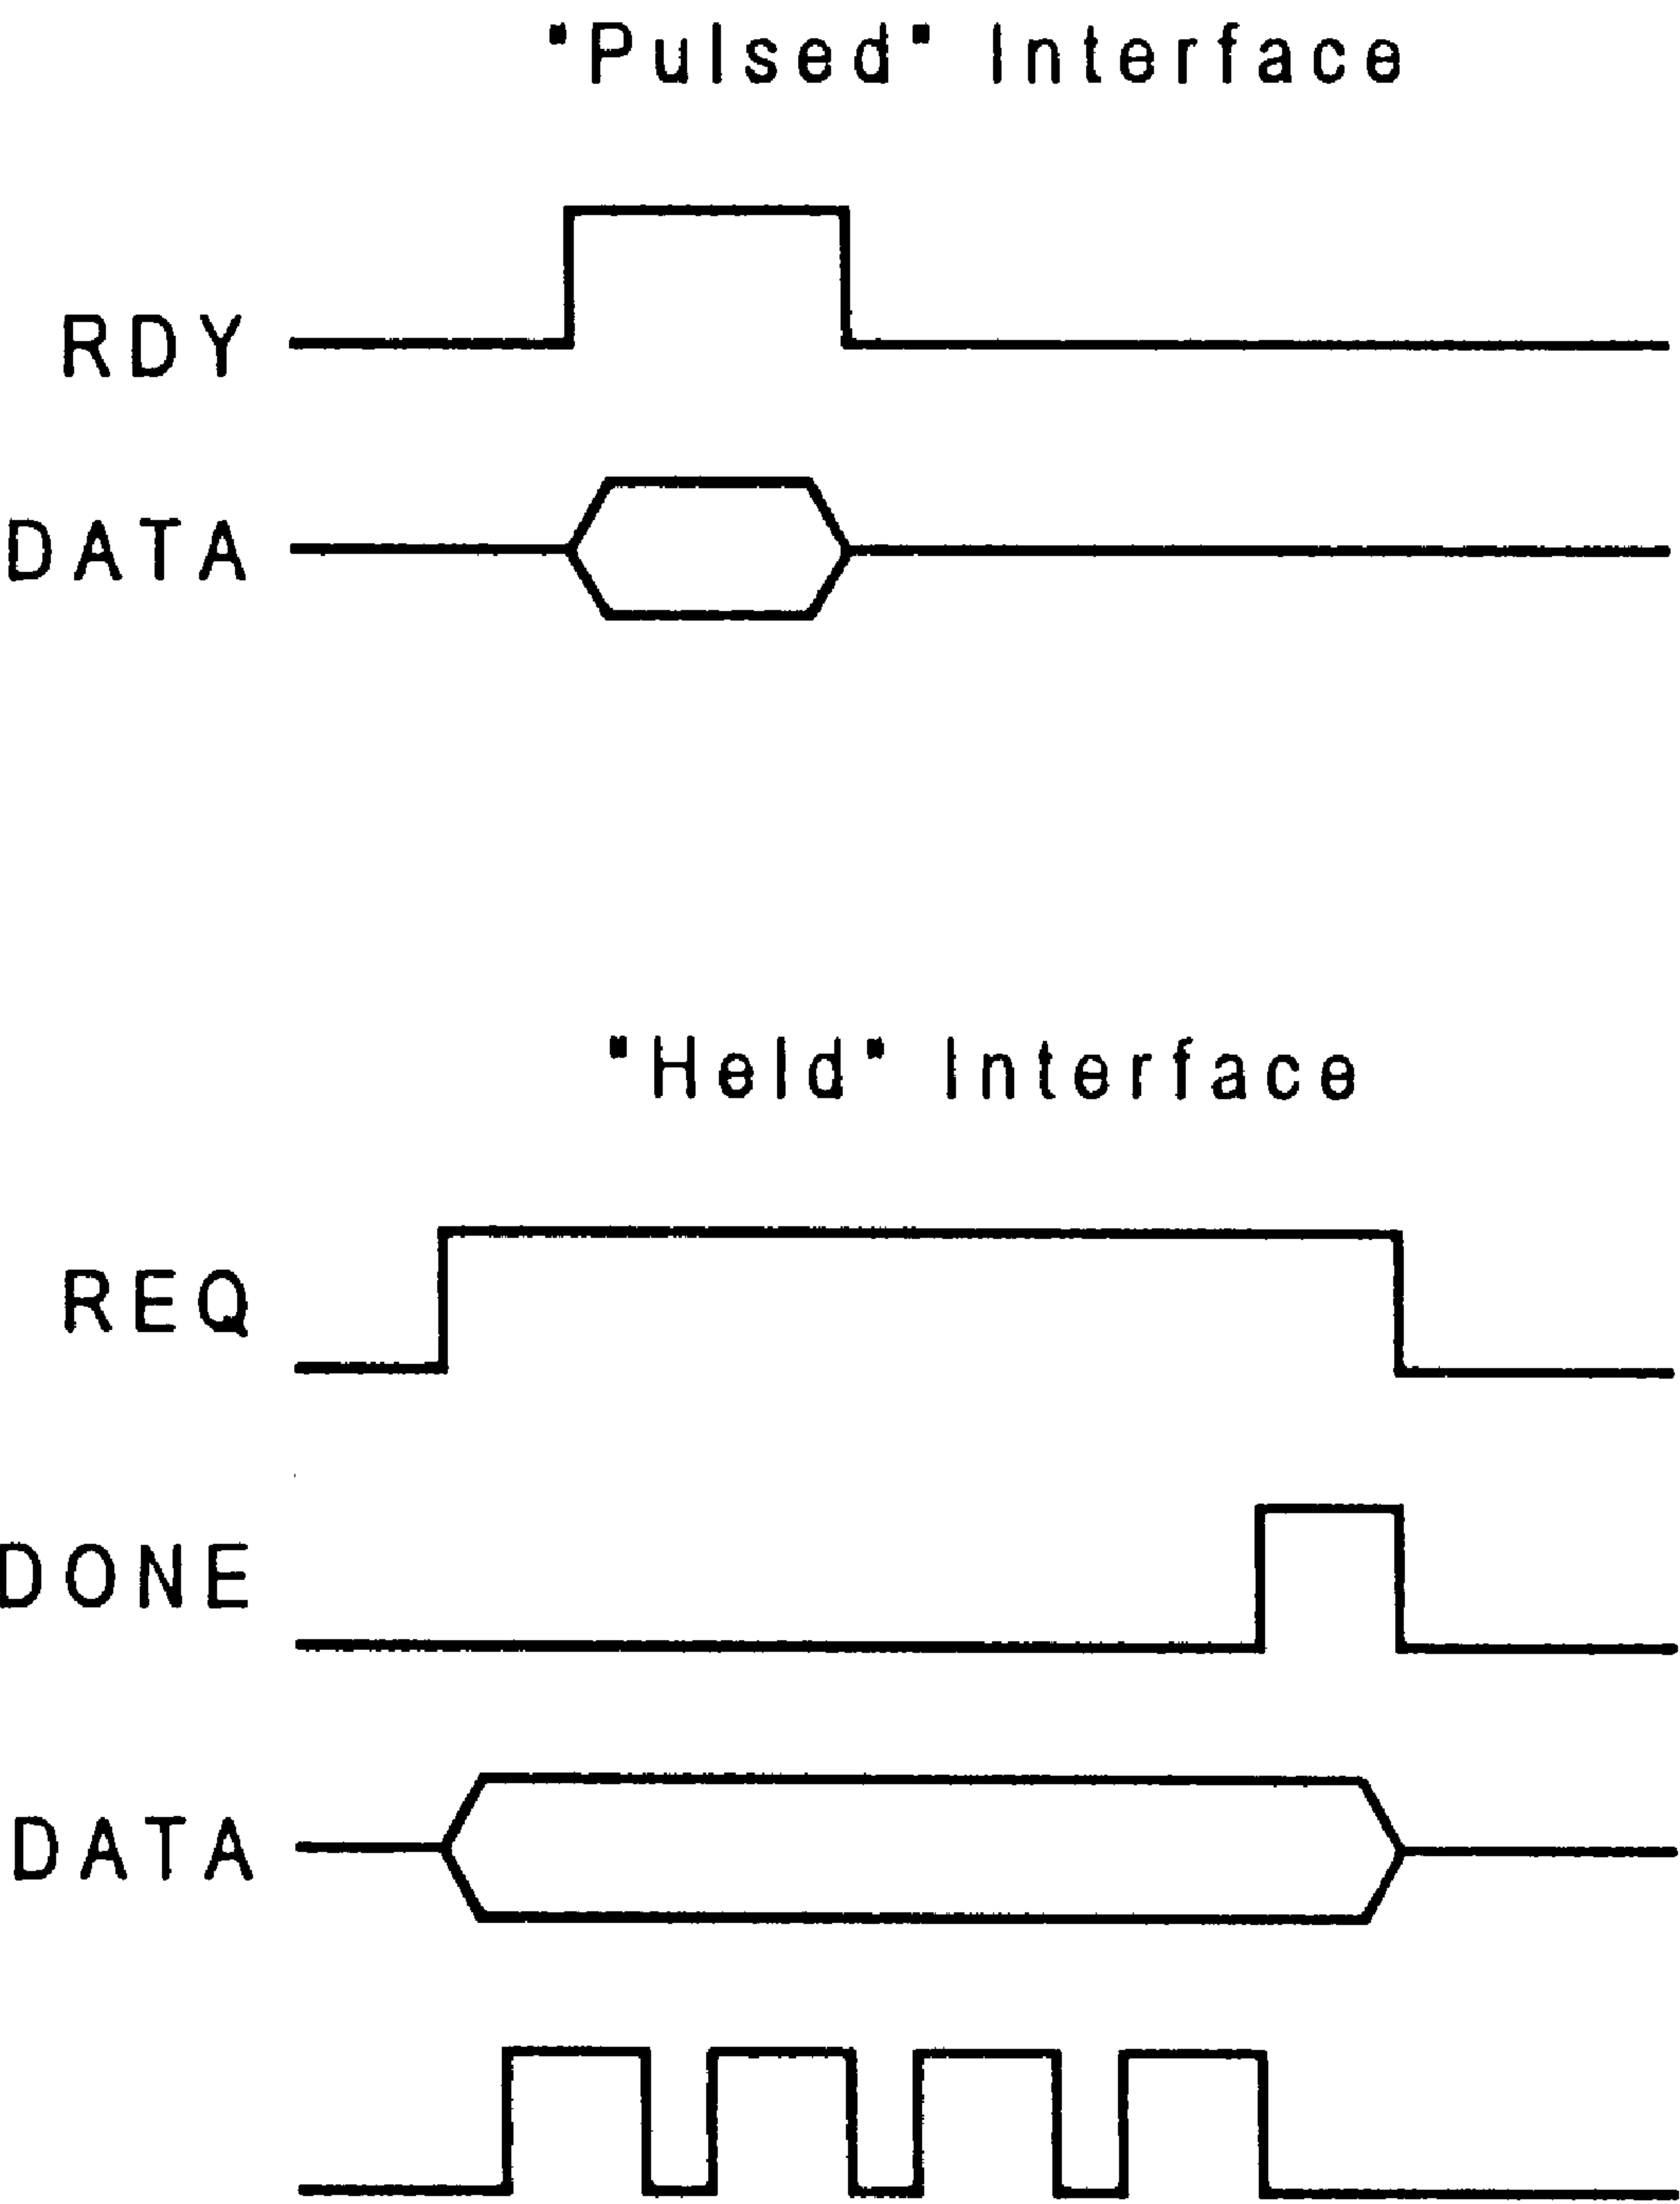 "Pulsed" Interface
RDY
DATA
"Held" Interface
REQ
DONE
DATA